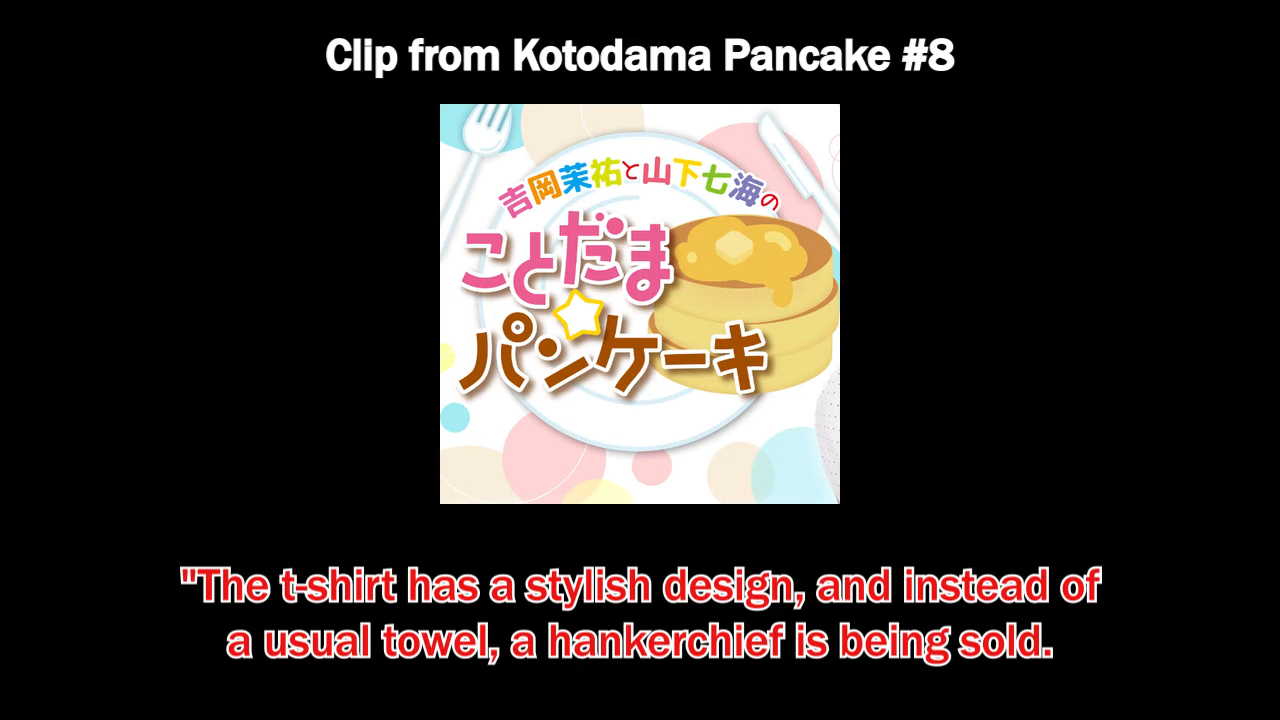 Clip from Kotodama Pancake #8
吉岡茉祐と山下七海の
ことだま
パンケーキ
"The t-shirt has a stylish design, and instead of
a usual towel, a hankerchief is being sold.